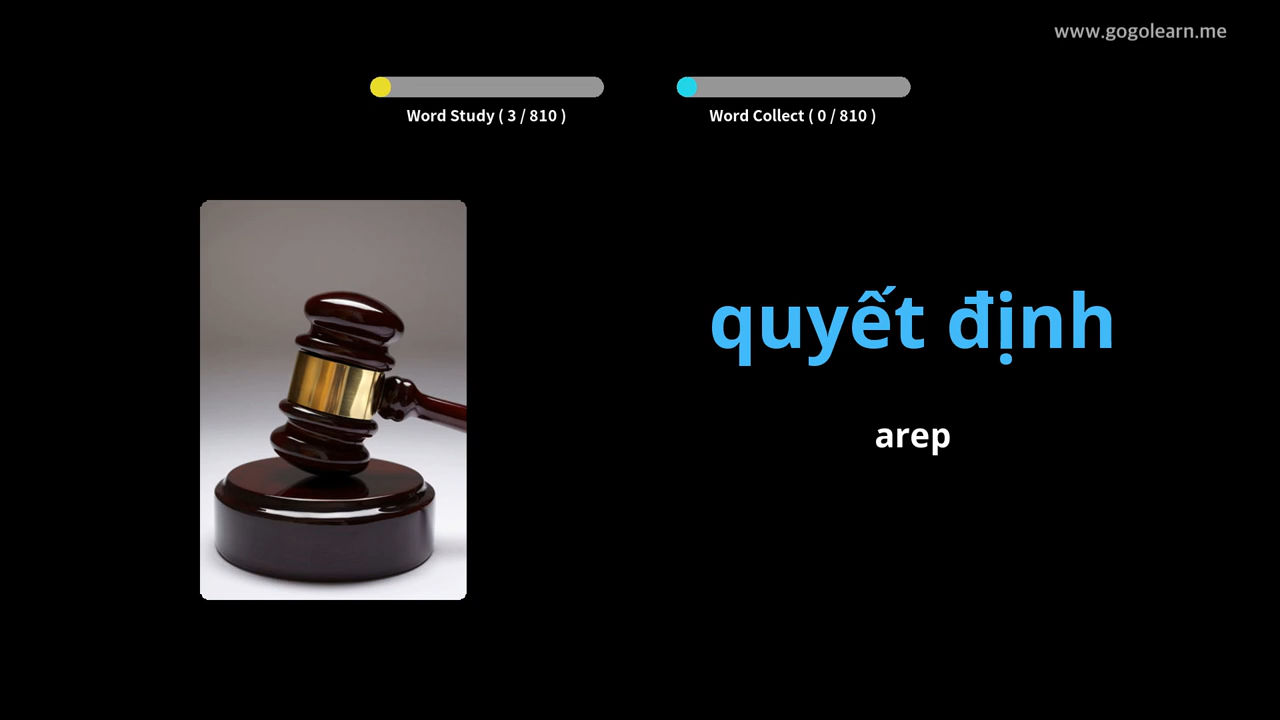 www.gogolearn.me
Word Study ( 3 / 810 )
Word Collect ( 0 / 810 )
quyết định
arep